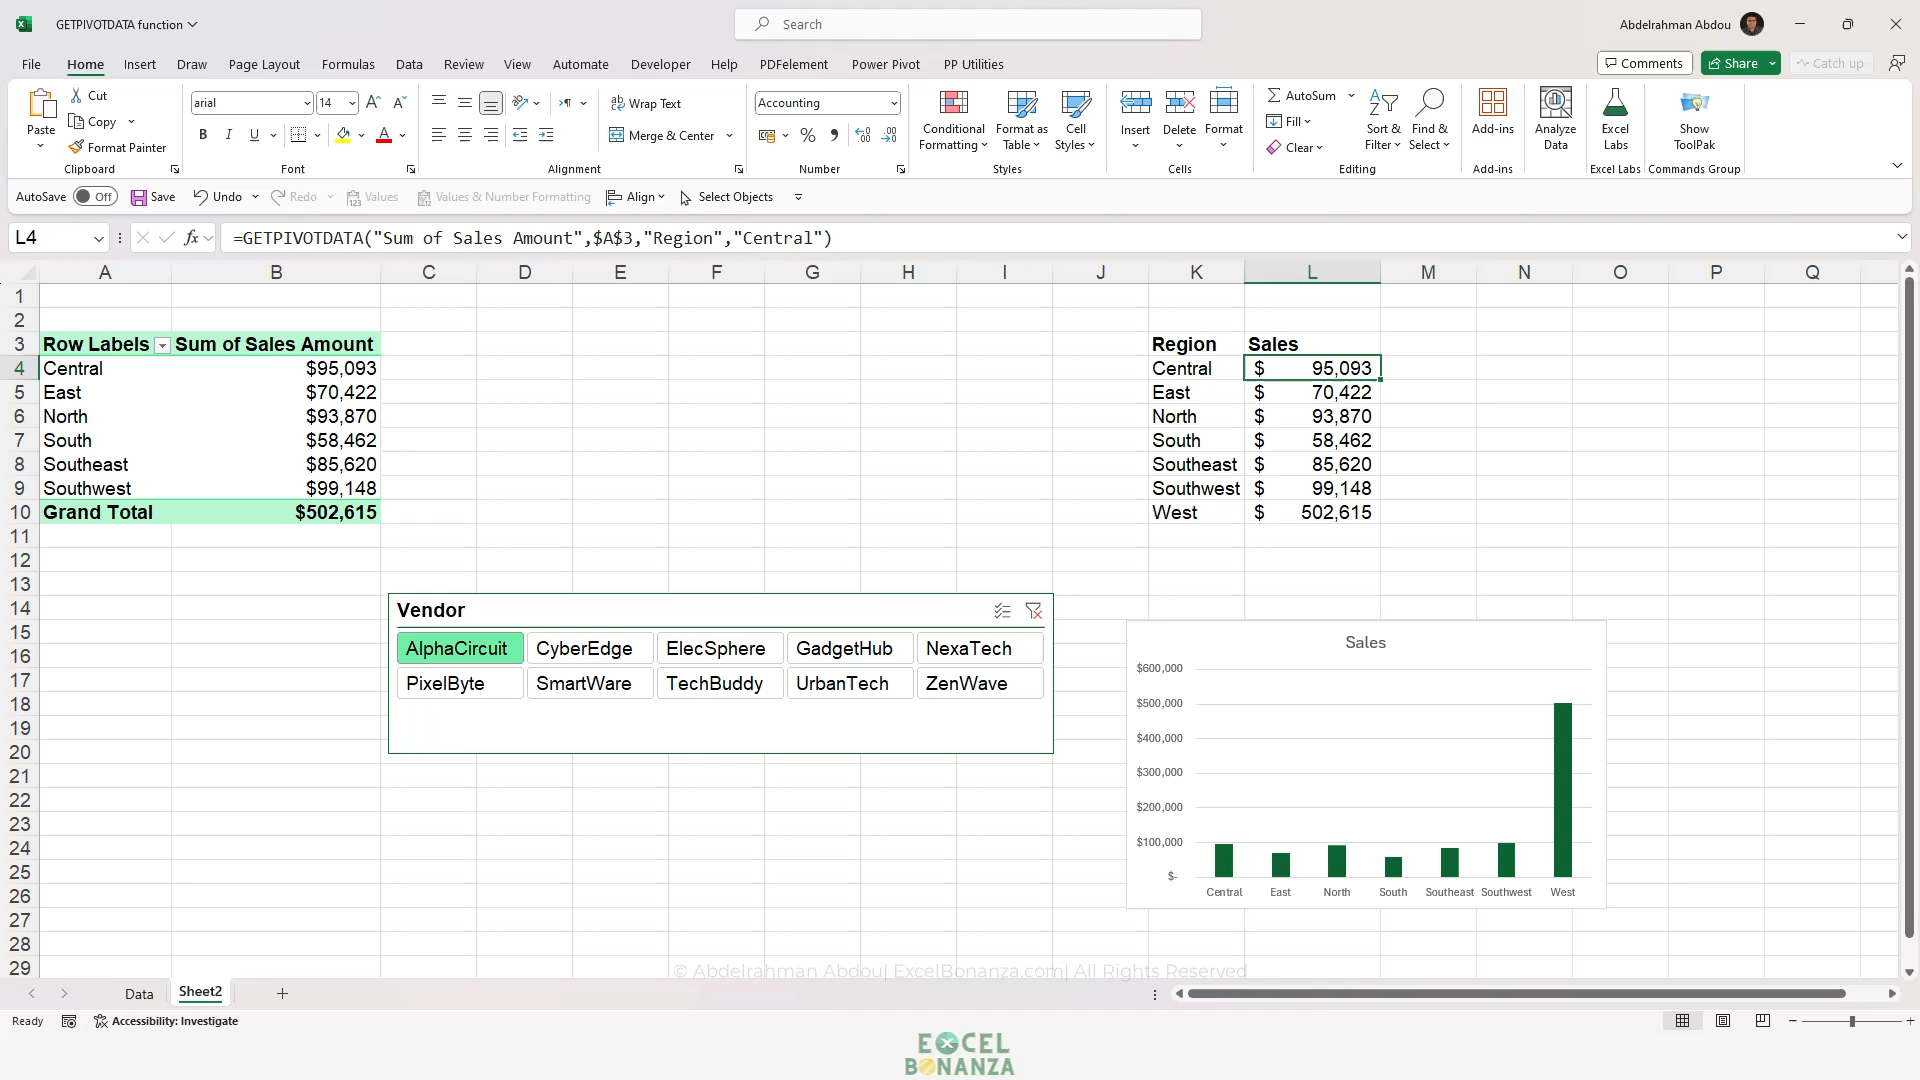 GETPIVOTDATA function
Search
Abdelrahman Abdou
File Home Insert Draw Page Layout Formulas Data Review View Automate Developer Help PDFelement Power Pivot PP Utilities
Comments Share Catch up
Paste Cut Copy Format Painter Clipboard
arial 14 B I U Font
Wrap Text Merge & Center Alignment
Accounting Number
Conditional Formatting Format as Table Cell Styles Styles
Insert Delete Format Cells
AutoSum Fill Clear Sort & Filter Find & Select Editing
Add-ins Add-ins
Analyze Data
Excel Labs Excel Labs
Show ToolPak Commands Group
AutoSave Off Save Undo Redo Values Values & Number Formatting Align Select Objects
L4 fx =GETPIVOTDATA("Sum of Sales Amount",$A$3,"Region","Central")
A B C D E F G H I J K L M N O P Q
1
2
3 Row Labels Sum of Sales Amount Region Sales
4 Central $95,093 Central $ 95,093
5 East $70,422 East $ 70,422
6 North $93,870 North $ 93,870
7 South $58,462 South $ 58,462
8 Southeast $85,620 Southeast $ 85,620
9 Southwest $99,148 Southwest $ 99,148
10 Grand Total $502,615 West $ 502,615
11
12
13
14
15
16
17
18
19
20
21
22
23
24
25
26
27
28
29
Vendor
AlphaCircuit CyberEdge ElecSphere GadgetHub NexaTech
PixelByte SmartWare TechBuddy UrbanTech ZenWave
Sales
$600,000
$500,000
$400,000
$300,000
$200,000
$100,000
$-
Central East North South Southeast Southwest West
© Abdelrahman Abdou| ExcelBonanza.com| All Rights Reserved
Data Sheet2
Ready Accessibility: Investigate
EXCEL
BONANZA